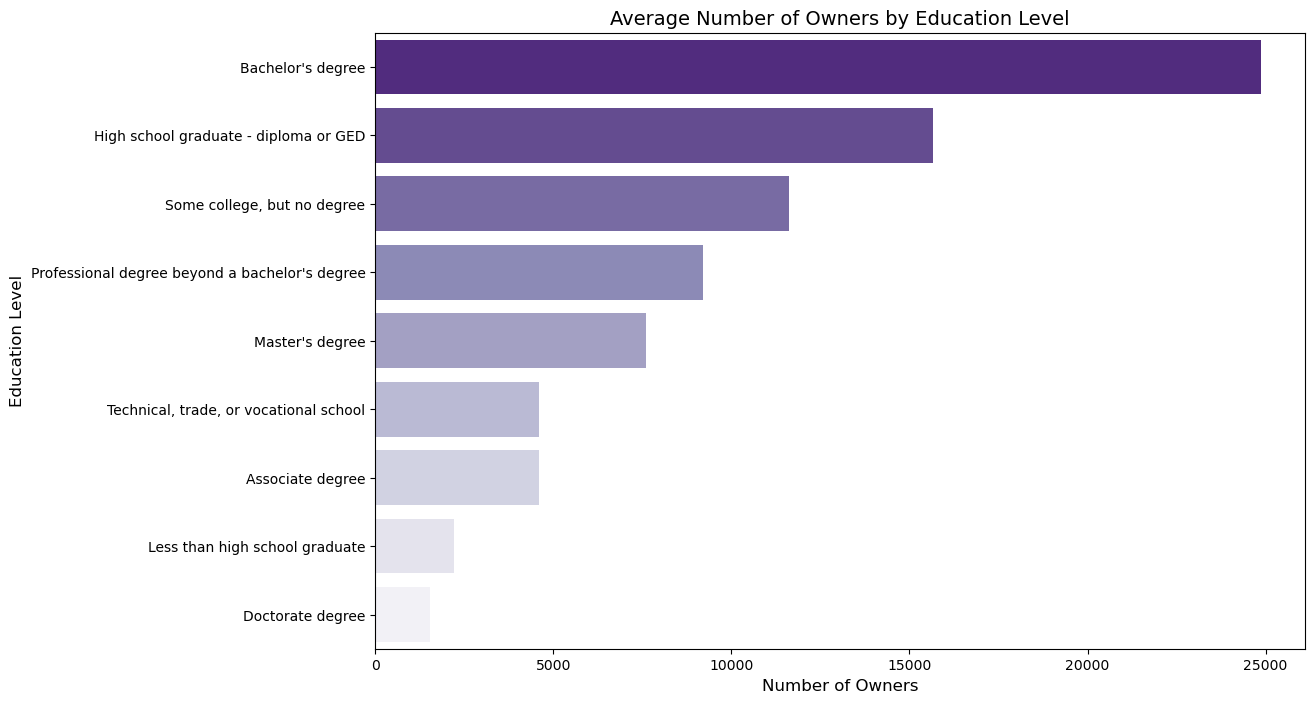 Average Number of Owners by Education Level
Education Level
Bachelor's degree
High school graduate - diploma or GED
Some college, but no degree
Professional degree beyond a bachelor's degree
Master's degree
Technical, trade, or vocational school
Associate degree
Less than high school graduate
Doctorate degree
0 5000 10000 15000 20000 25000
Number of Owners